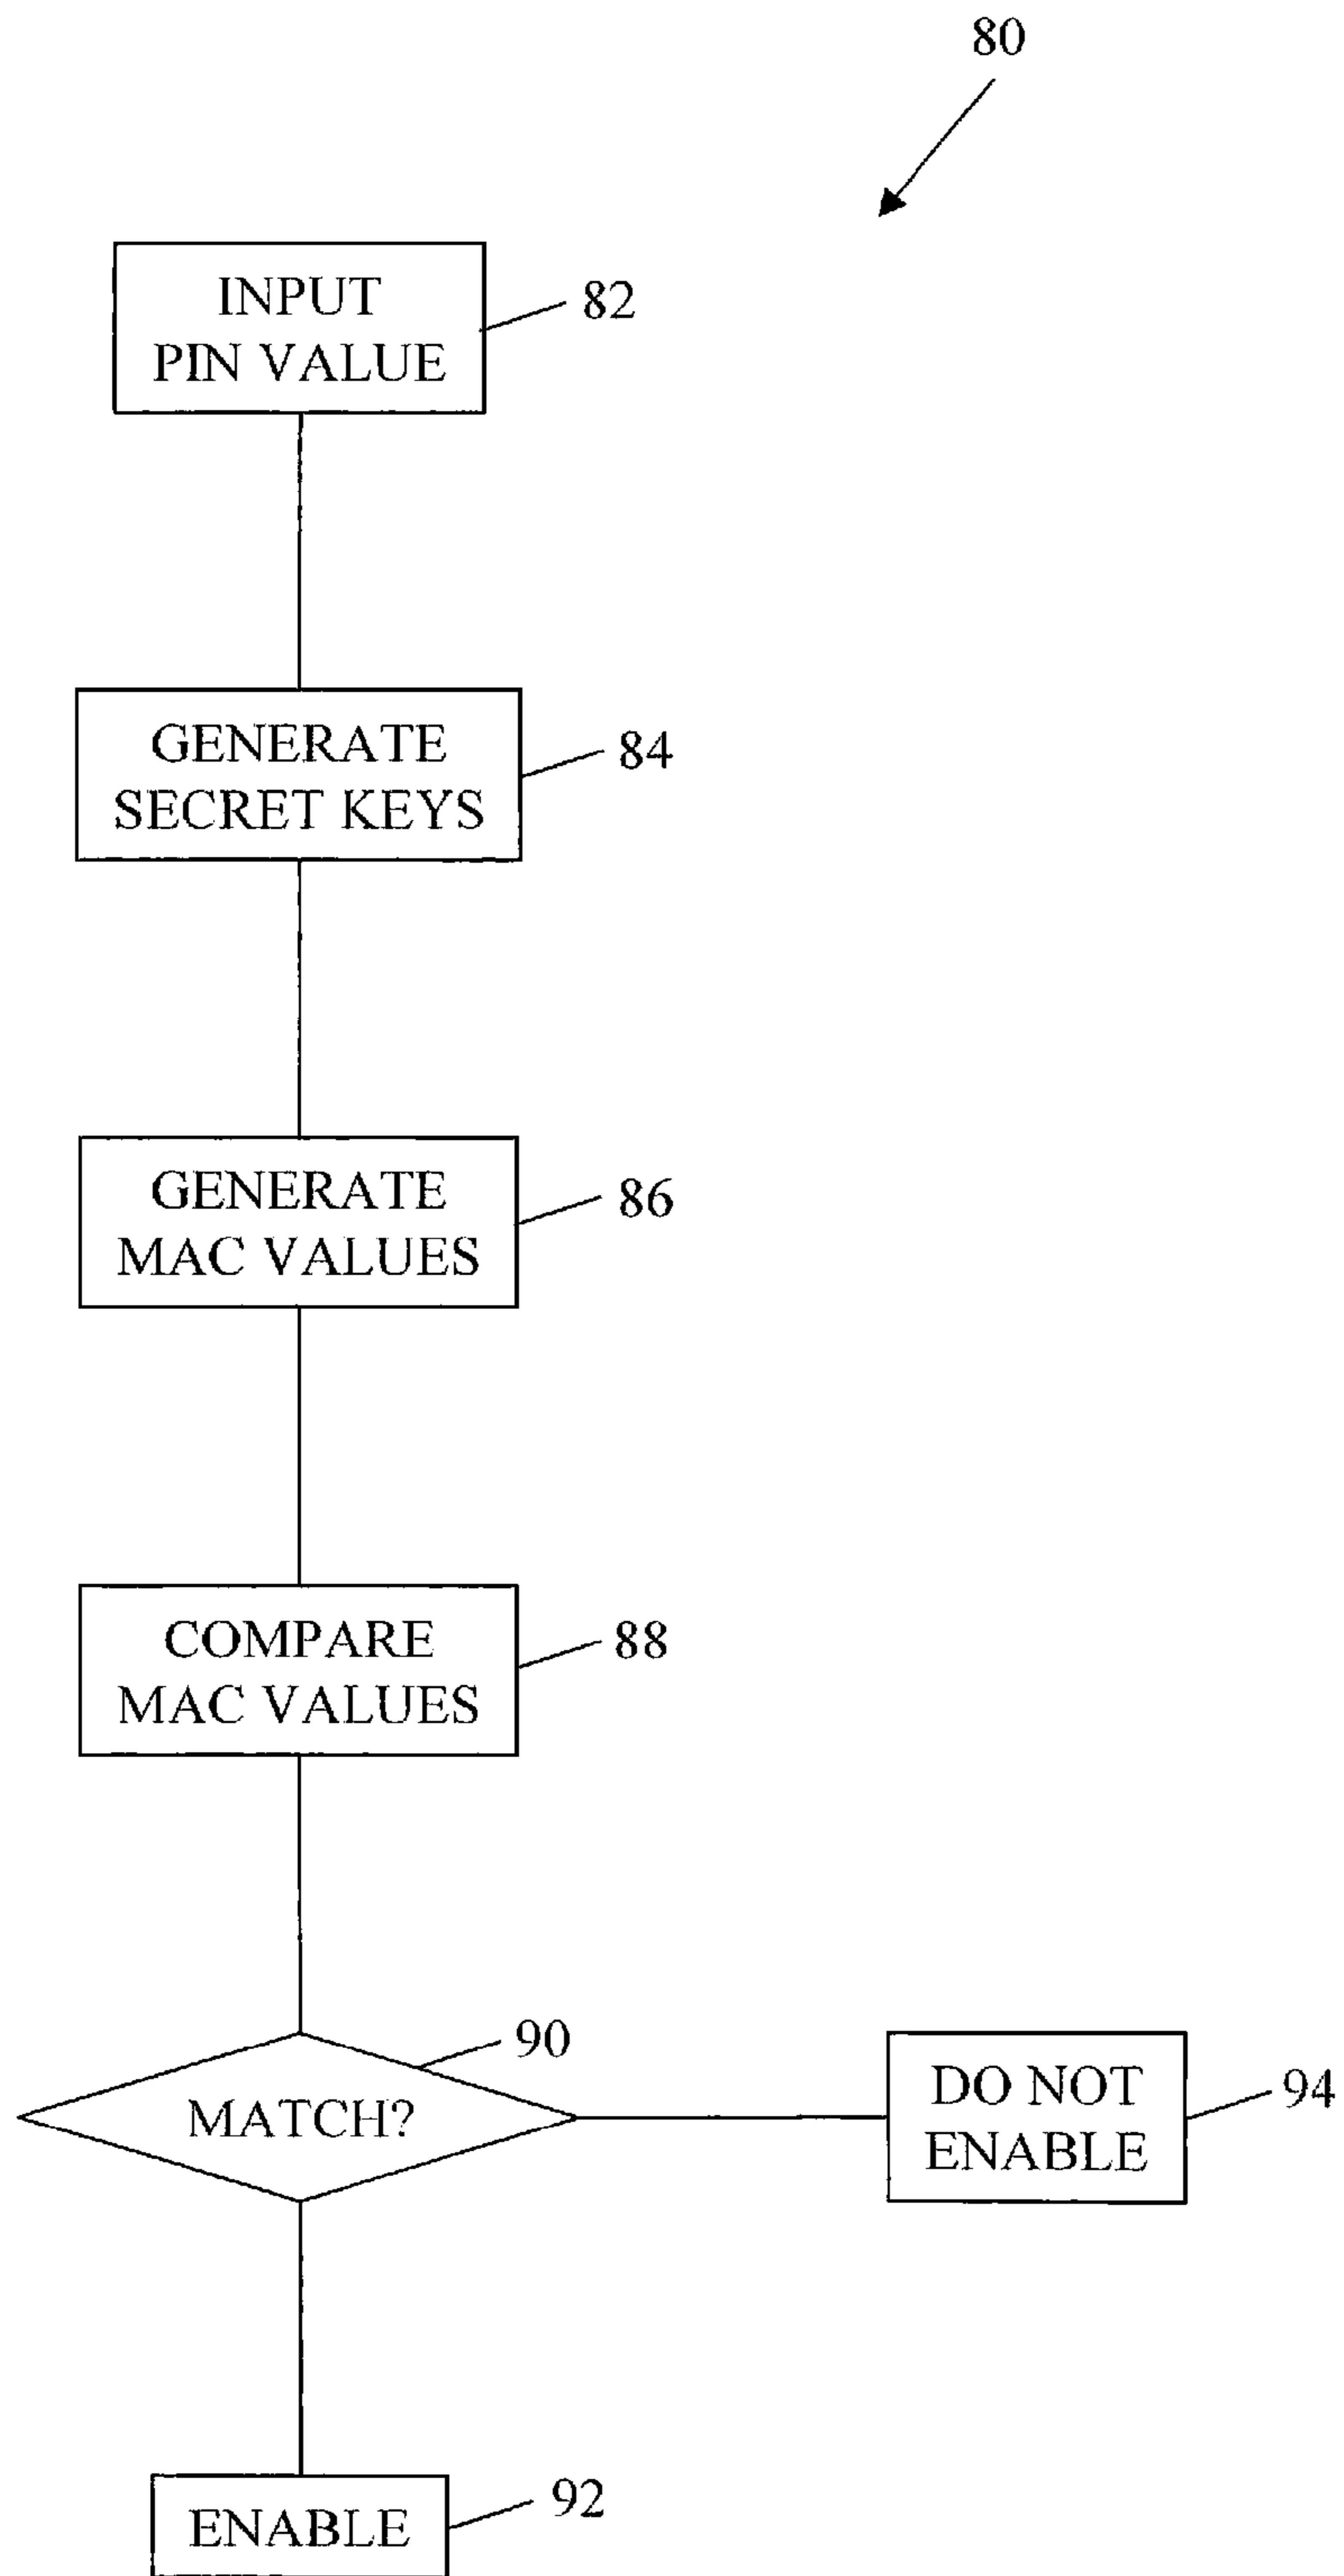 80
INPUT
PIN VALUE
82
GENERATE
SECRET KEYS
84
GENERATE
MAC VALUES
86
COMPARE
MAC VALUES
88
MATCH?
90
DO NOT
ENABLE
94
ENABLE
92